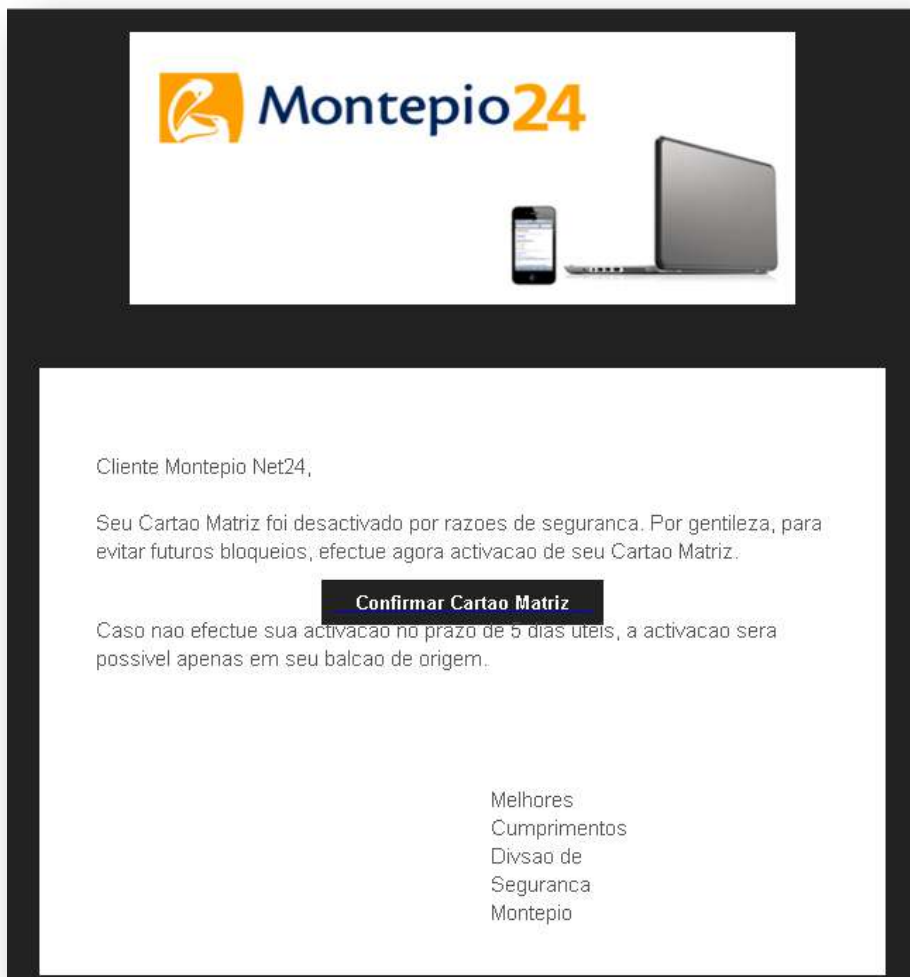 Montepio24
Cliente Montepio Net24,
Seu Cartao Matriz foi desactivado por razoes de seguranca. Por gentileza, para
evitar futuros bloqueios, efectue agora activacao de seu Cartao Matriz.
Confirmar Cartao Matriz
Caso nao efectue sua activacao no prazo de 5 dias uteis, a activacao sera
possivel apenas em seu balcao de origem.
Melhores
Cumprimentos
Divsao de
Seguranca
Montepio